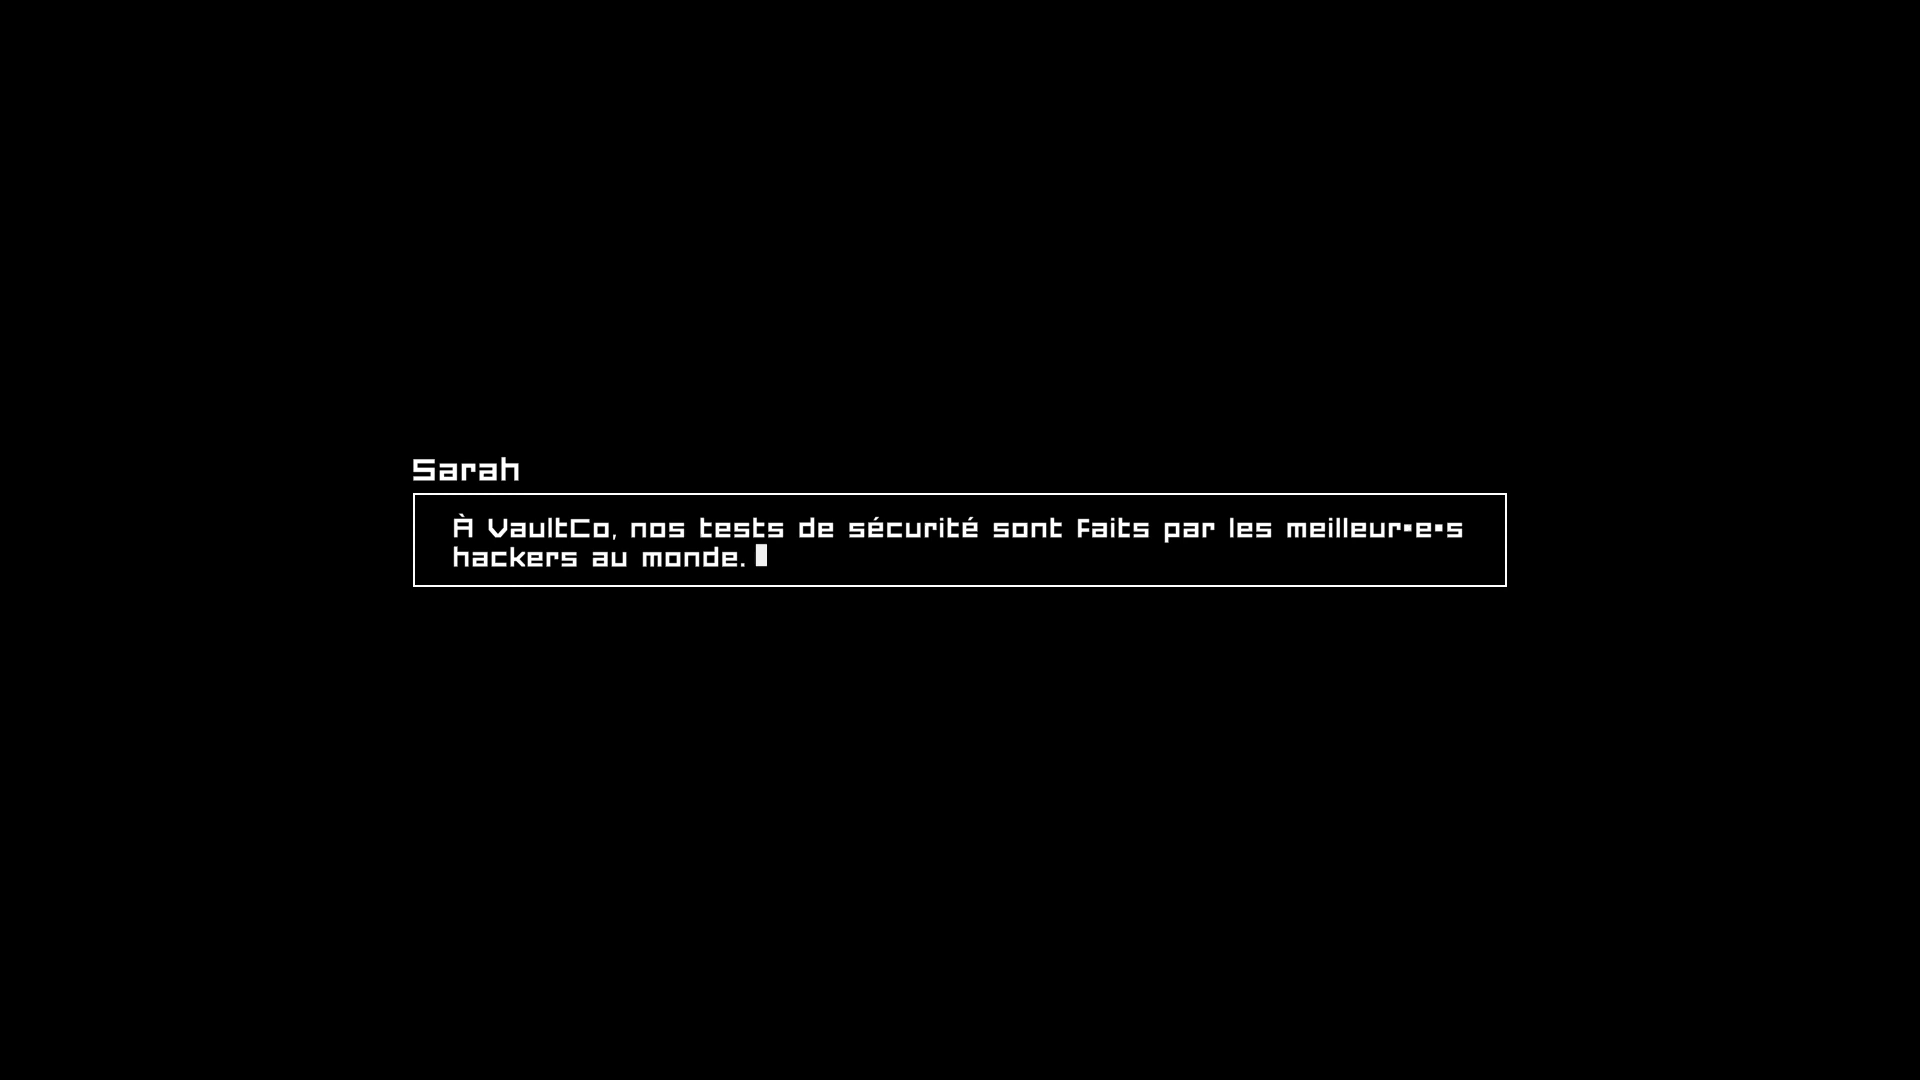 Sarah
À VaultCo, nos tests de sécurité sont faits par les meilleur•e•s
hackers au monde.